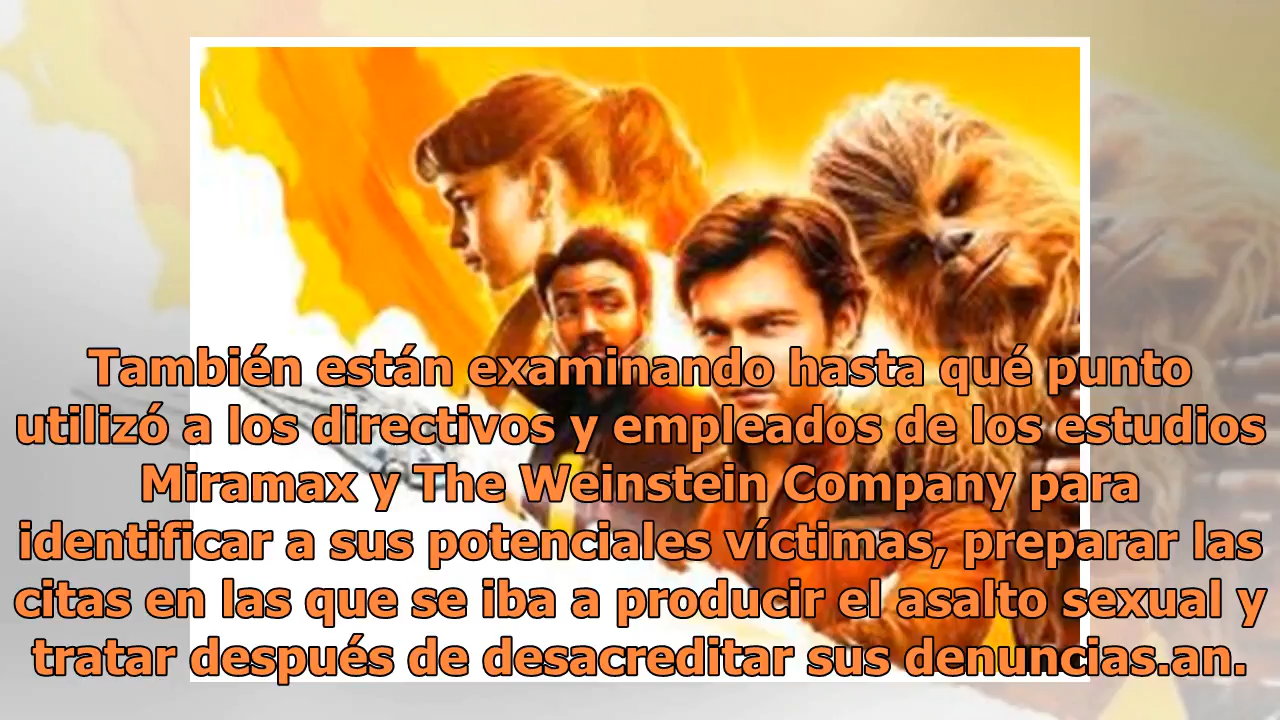 También están examinando hasta qué punto
utilizó a los directivos y empleados de los estudios
Miramax y The Weinstein Company para
identificar a sus potenciales víctimas, preparar las
citas en las que se iba a producir el asalto sexual y
tratar después de desacreditar sus denuncias.an.